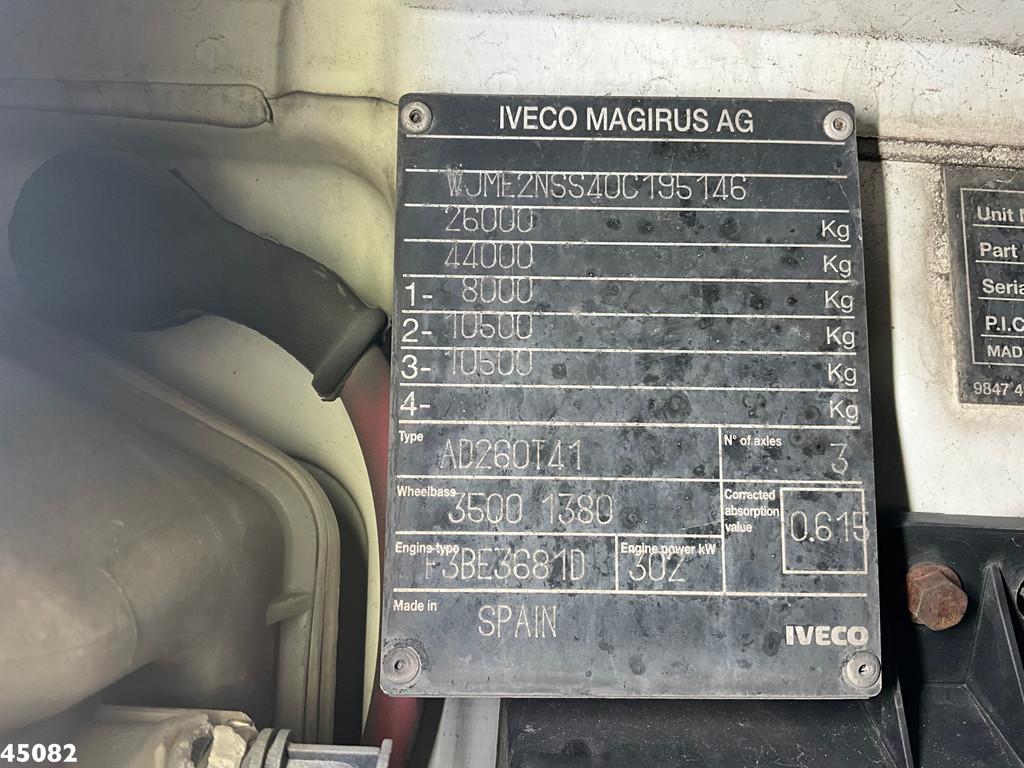 IVECO MAGIRUS AG
WJME2NSS40C195146
26000 Kg
44000 Kg
1- 8000 Kg
2- 10500 Kg
3- 10500 Kg
4- Kg
Type AD260T41
N° of axles 3
Wheelbase 3500 1380
Corrected absorption value 0.615
Engine type F3BE3681D
Engine power kW 302
Made in SPAIN
IVECO
Unit
Part
P.I.C
9847 4
45082